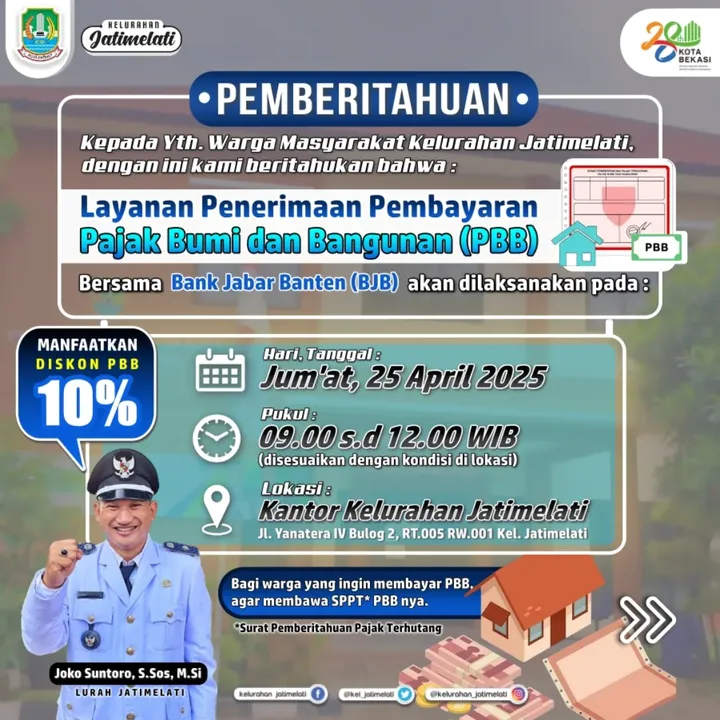 KELURAHAN
Jatimelati
KOTA
BEKASI
• PEMBERITAHUAN •
Kepada Yth. Warga Masyarakat Kelurahan Jatimelati,
dengan ini kami beritahukan bahwa :
Layanan Penerimaan Pembayaran
Pajak Bumi dan Bangunan (PBB)
PBB
Bersama Bank Jabar Banten (BJB) akan dilaksanakan pada :
MANFAATKAN
DISKON PBB
10%
Hari, Tanggal :
Jum'at, 25 April 2025
Pukul :
09.00 s.d 12.00 WIB
(disesuaikan dengan kondisi di lokasi)
Lokasi :
Kantor Kelurahan Jatimelati
Jl. Yanatera IV Bulog 2, RT.005 RW.001 Kel. Jatimelati
Bagi warga yang ingin membayar PBB,
agar membawa SPPT* PBB nya.
*Surat Pemberitahuan Pajak Terhutang
Joko Suntoro, S.Sos, M.Si
LURAH JATIMELATI
kelurahan jatimelati
@kel_jatimelati
@kelurahan_jatimelati